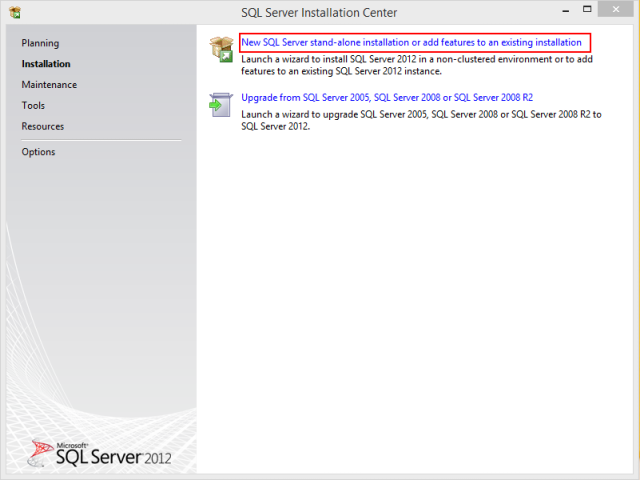 SQL Server Installation Center
Planning
Installation
Maintenance
Tools
Resources
Options
New SQL Server stand-alone installation or add features to an existing installation
Launch a wizard to install SQL Server 2012 in a non-clustered environment or to add
features to an existing SQL Server 2012 instance.
Upgrade from SQL Server 2005, SQL Server 2008 or SQL Server 2008 R2
Launch a wizard to upgrade SQL Server 2005, SQL Server 2008 or SQL Server 2008 R2 to
SQL Server 2012.
Microsoft®
SQL Server 2012